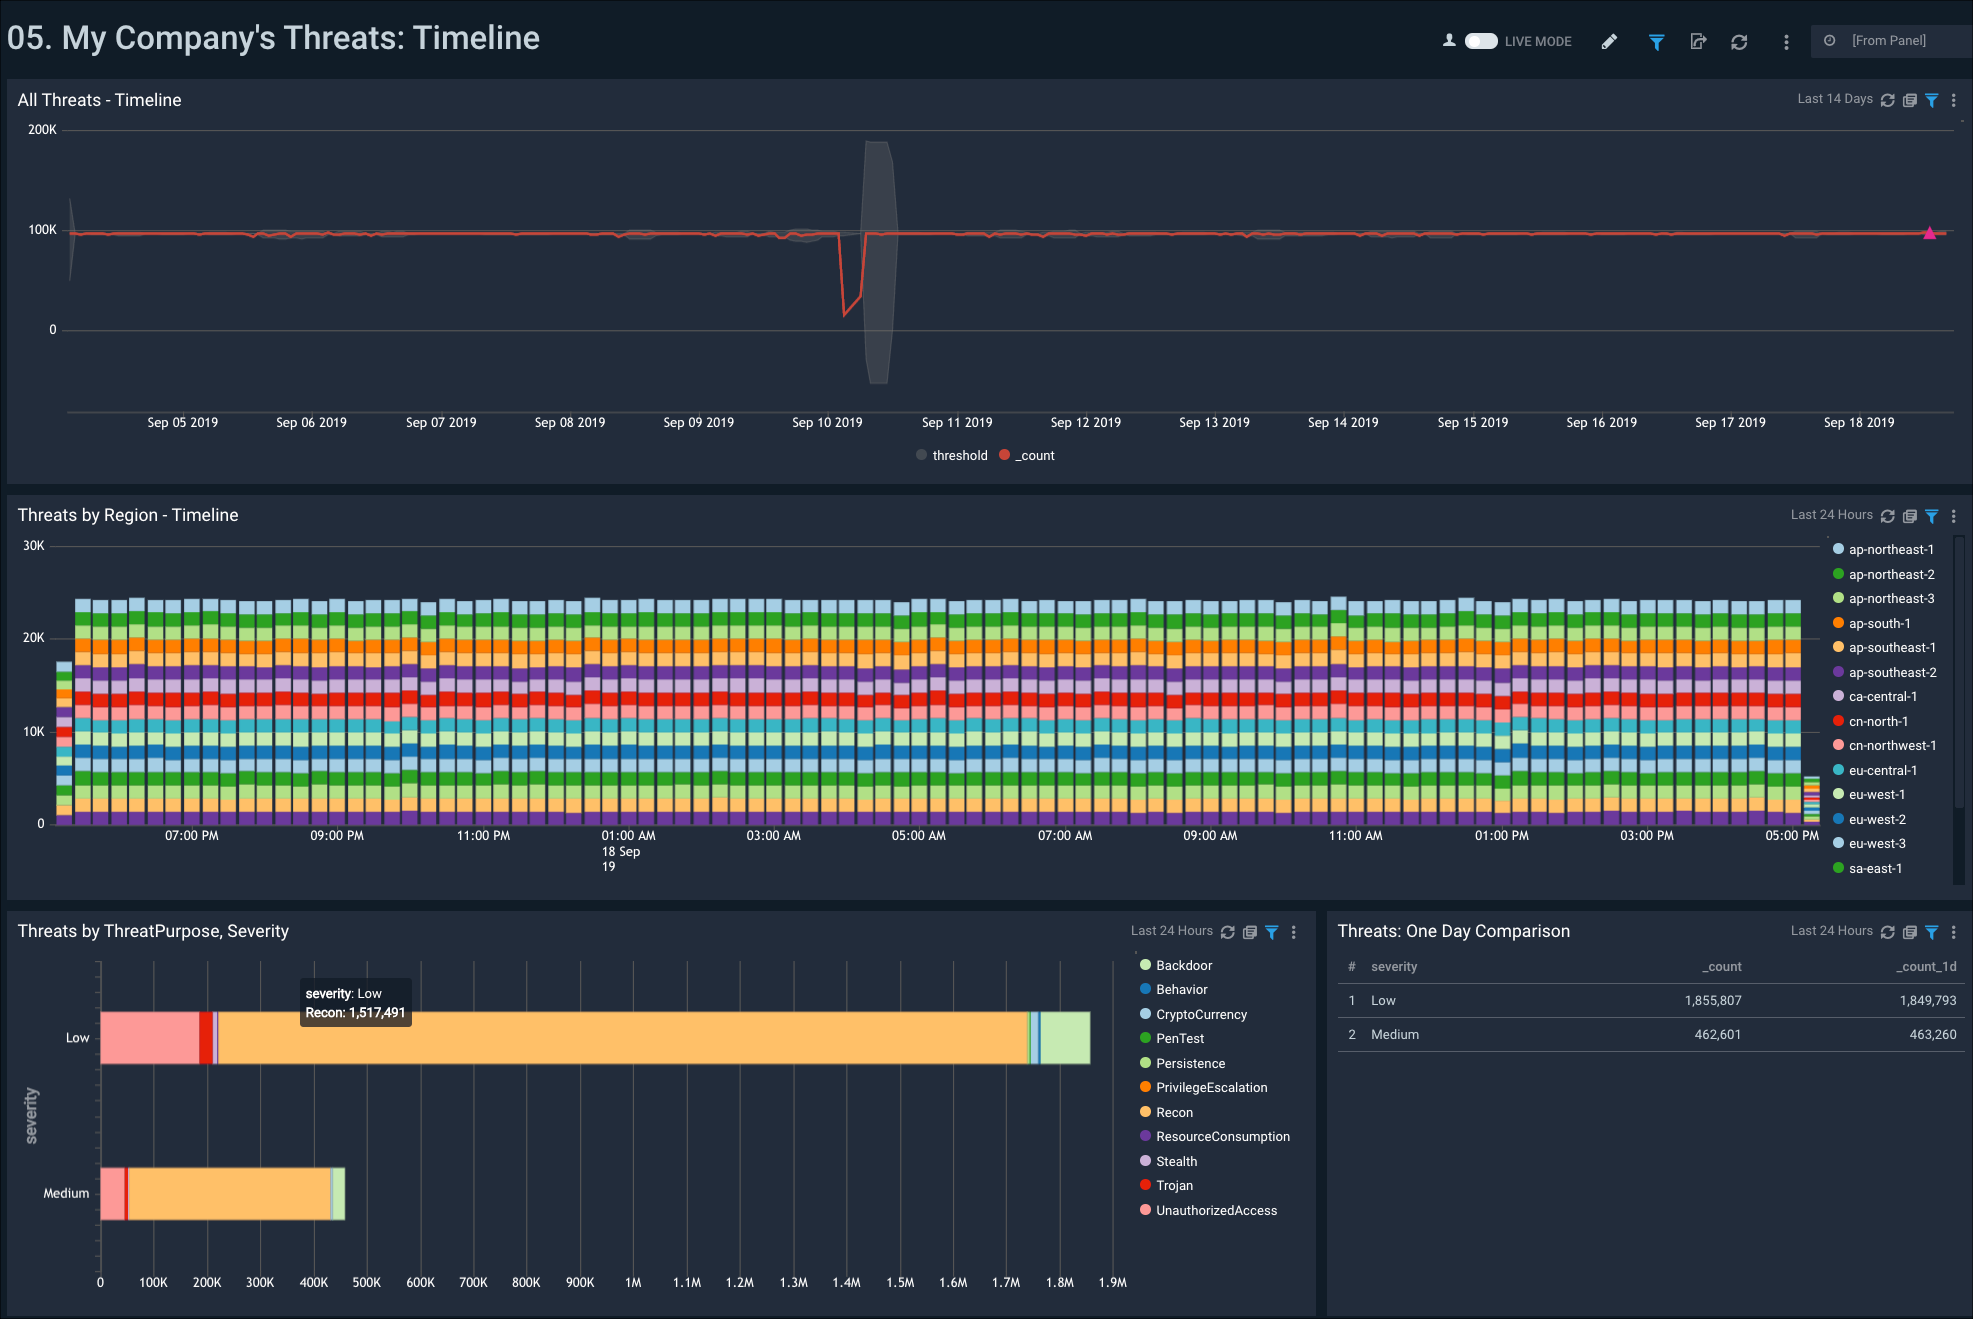 05. My Company's Threats: Timeline
LIVE MODE
[From Panel]
All Threats - Timeline
Last 14 Days
200K
100K
0
Sep 05 2019 Sep 06 2019 Sep 07 2019 Sep 08 2019 Sep 09 2019 Sep 10 2019 Sep 11 2019 Sep 12 2019 Sep 13 2019 Sep 14 2019 Sep 15 2019 Sep 16 2019 Sep 17 2019 Sep 18 2019
threshold _count
Threats by Region - Timeline
Last 24 Hours
30K
20K
10K
0
07:00 PM 09:00 PM 11:00 PM 01:00 AM 03:00 AM 05:00 AM 07:00 AM 09:00 AM 11:00 AM 01:00 PM 03:00 PM 05:00 PM
18 Sep
19
ap-northeast-1
ap-northeast-2
ap-northeast-3
ap-south-1
ap-southeast-1
ap-southeast-2
ca-central-1
cn-north-1
cn-northwest-1
eu-central-1
eu-west-1
eu-west-2
eu-west-3
sa-east-1
Threats by ThreatPurpose, Severity
Last 24 Hours
severity: Low
Recon: 1,517,491
Low
Medium
severity
0 100K 200K 300K 400K 500K 600K 700K 800K 900K 1M 1.1M 1.2M 1.3M 1.4M 1.5M 1.6M 1.7M 1.8M 1.9M
Backdoor
Behavior
CryptoCurrency
PenTest
Persistence
PrivilegeEscalation
Recon
ResourceConsumption
Stealth
Trojan
UnauthorizedAccess
Threats: One Day Comparison
Last 24 Hours
# severity _count _count_1d
1 Low 1,855,807 1,849,793
2 Medium 462,601 463,260